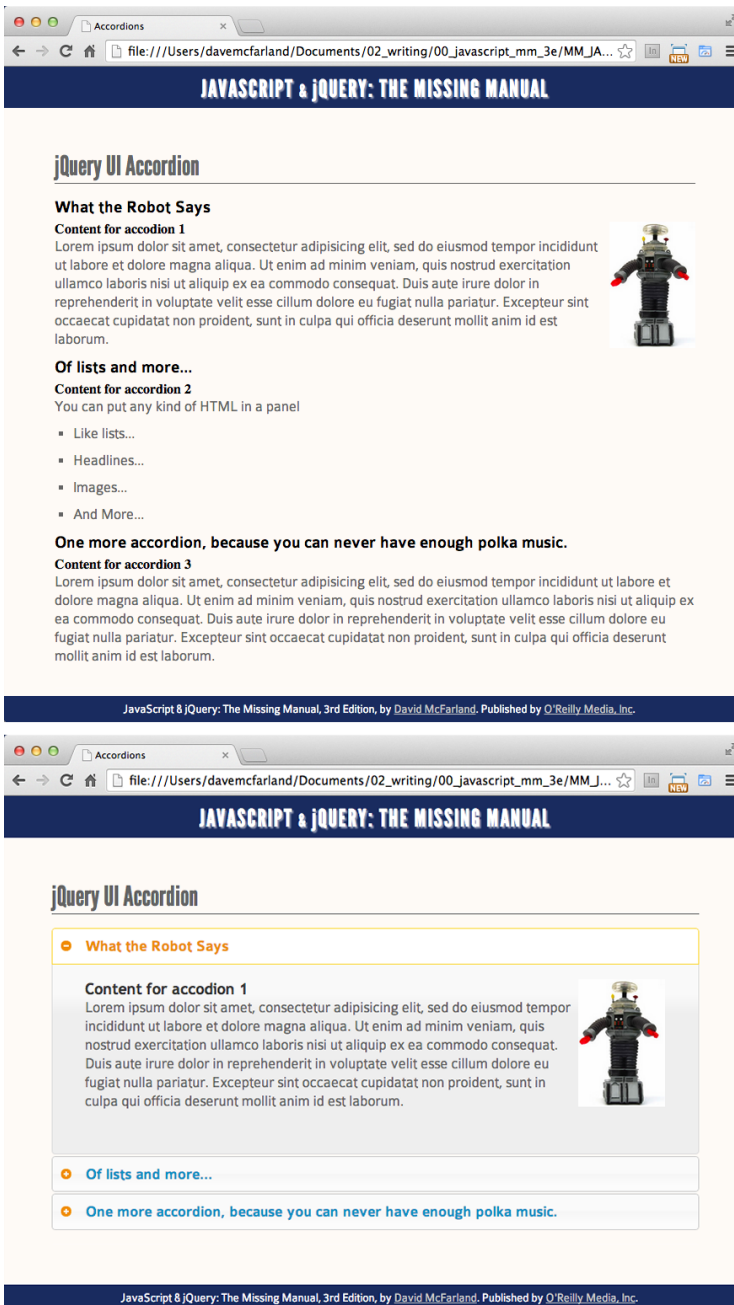 Accordions
file:///Users/davemcfarland/Documents/02_writing/00_javascript_mm_3e/MM_JA...
In
NEW
JAVASCRIPT & jQUERY: THE MISSING MANUAL
jQuery UI Accordion
What the Robot Says
Content for accodion 1
Lorem ipsum dolor sit amet, consectetur adipisicing elit, sed do eiusmod tempor incididunt
ut labore et dolore magna aliqua. Ut enim ad minim veniam, quis nostrud exercitation
ullamco laboris nisi ut aliquip ex ea commodo consequat. Duis aute irure dolor in
reprehenderit in voluptate velit esse cillum dolore eu fugiat nulla pariatur. Excepteur sint
occaecat cupidatat non proident, sunt in culpa qui officia deserunt mollit anim id est
laborum.
Of lists and more...
Content for accordion 2
You can put any kind of HTML in a panel
Like lists...
Headlines...
Images...
And More...
One more accordion, because you can never have enough polka music.
Content for accordion 3
Lorem ipsum dolor sit amet, consectetur adipisicing elit, sed do eiusmod tempor incididunt ut labore et
dolore magna aliqua. Ut enim ad minim veniam, quis nostrud exercitation ullamco laboris nisi ut aliquip ex
ea commodo consequat. Duis aute irure dolor in reprehenderit in voluptate velit esse cillum dolore eu
fugiat nulla pariatur. Excepteur sint occaecat cupidatat non proident, sunt in culpa qui officia deserunt
mollit anim id est laborum.
JavaScript & jQuery: The Missing Manual, 3rd Edition, by David McFarland. Published by O'Reilly Media, Inc.
Accordions
file:///Users/davemcfarland/Documents/02_writing/00_javascript_mm_3e/MM_J...
In
NEW
JAVASCRIPT & jQUERY: THE MISSING MANUAL
jQuery UI Accordion
What the Robot Says
Content for accodion 1
Lorem ipsum dolor sit amet, consectetur adipisicing elit, sed do eiusmod tempor
incididunt ut labore et dolore magna aliqua. Ut enim ad minim veniam, quis
nostrud exercitation ullamco laboris nisi ut aliquip ex ea commodo consequat.
Duis aute irure dolor in reprehenderit in voluptate velit esse cillum dolore eu
fugiat nulla pariatur. Excepteur sint occaecat cupidatat non proident, sunt in
culpa qui officia deserunt mollit anim id est laborum.
Of lists and more...
One more accordion, because you can never have enough polka music.
JavaScript & jQuery: The Missing Manual, 3rd Edition, by David McFarland. Published by O'Reilly Media, Inc.